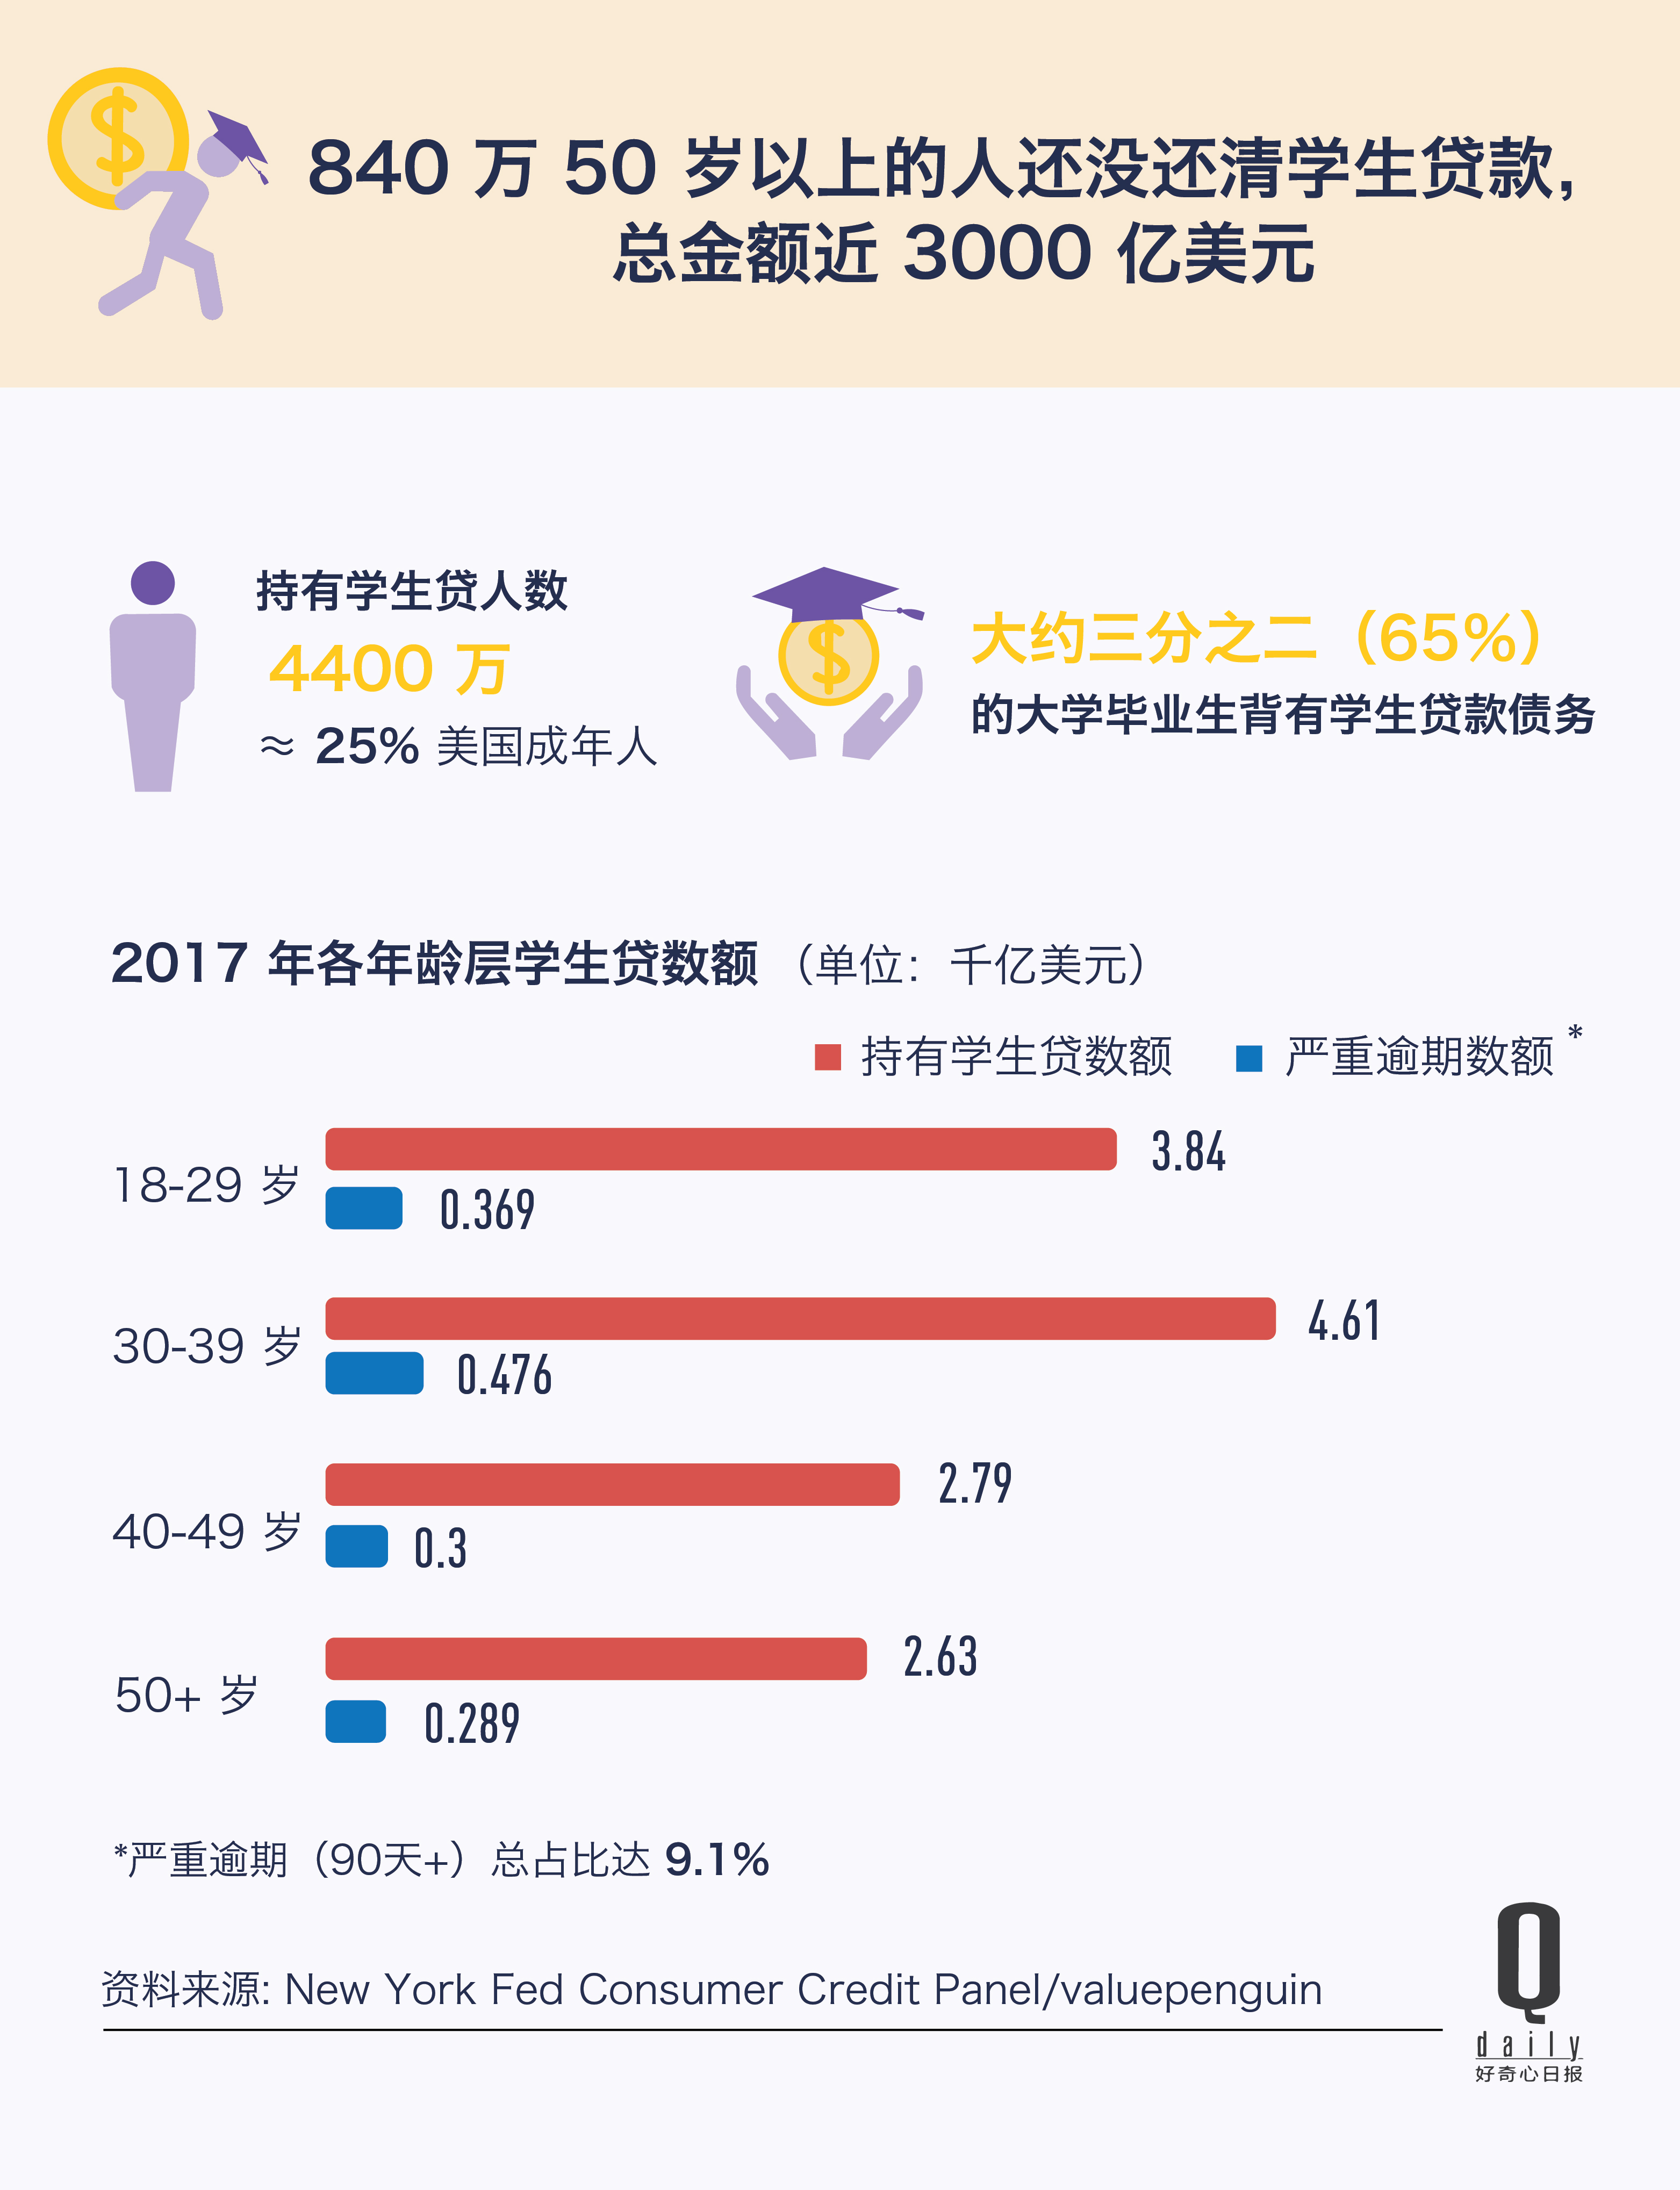 840 万 50 岁以上的人还没还清学生贷款，
总金额近 3000 亿美元
持有学生贷人数
4400 万
≈ 25% 美国成年人
大约三分之二（65%）
的大学毕业生背有学生贷款债务
2017 年各年龄层学生贷数额 （单位：千亿美元）
持有学生贷数额 严重逾期数额 *
18-29 岁
3.84
0.369
30-39 岁
4.61
0.476
40-49 岁
2.79
0.3
50+ 岁
2.63
0.289
*严重逾期（90天+）总占比达 9.1%
资料来源: New York Fed Consumer Credit Panel/valuepenguin
Q
daily
好奇心日报